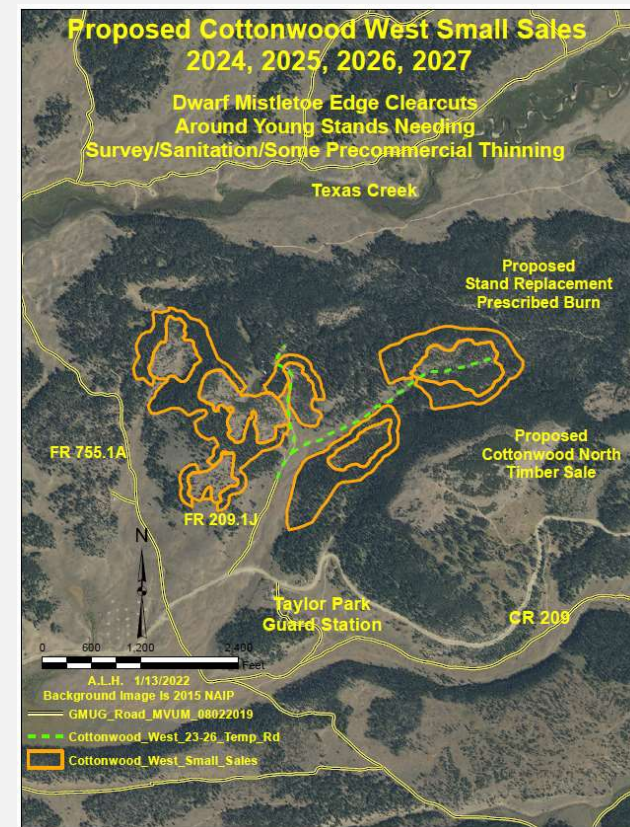 Proposed Cottonwood West Small Sales
2024, 2025, 2026, 2027
Dwarf Mistletoe Edge Clearcuts
Around Young Stands Needing
Survey/Sanitation/Some Precommercial Thinning
Texas Creek
Proposed
Stand Replacement
Prescribed Burn
FR 755.1A
Proposed
Cottonwood North
Timber Sale
FR 209.1J
N
Taylor Park
Guard Station
CR 209
0 600 1,200 2,400
Feet
A.L.H. 1/13/2022
Background Image Is 2015 NAIP
GMUG_Road_MVUM_08022019
Cottonwood_West_23-26_Temp_Rd
Cottonwood_West_Small_Sales